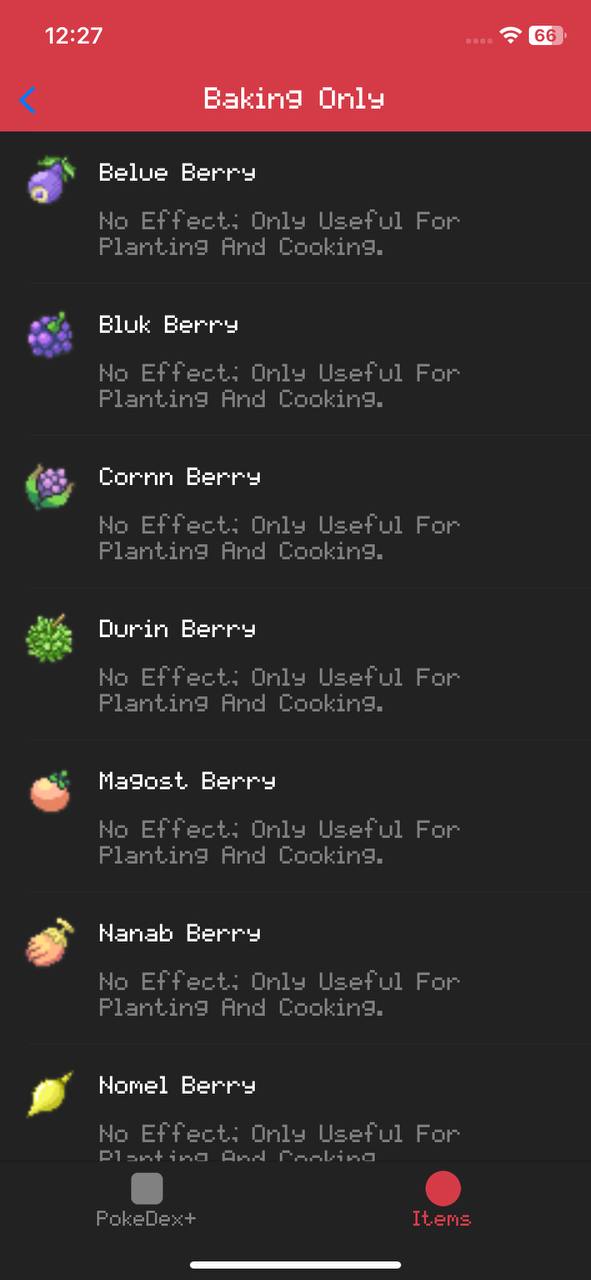 12:27
66
Baking Only
Belue Berry
No Effect; Only Useful For
Planting And Cooking.
Bluk Berry
No Effect; Only Useful For
Planting And Cooking.
Cornn Berry
No Effect; Only Useful For
Planting And Cooking.
Durin Berry
No Effect; Only Useful For
Planting And Cooking.
Magost Berry
No Effect; Only Useful For
Planting And Cooking.
Nanab Berry
No Effect; Only Useful For
Planting And Cooking.
Nomel Berry
No Effect; Only Useful For
Planting And Cooking
PokeDex+
Items